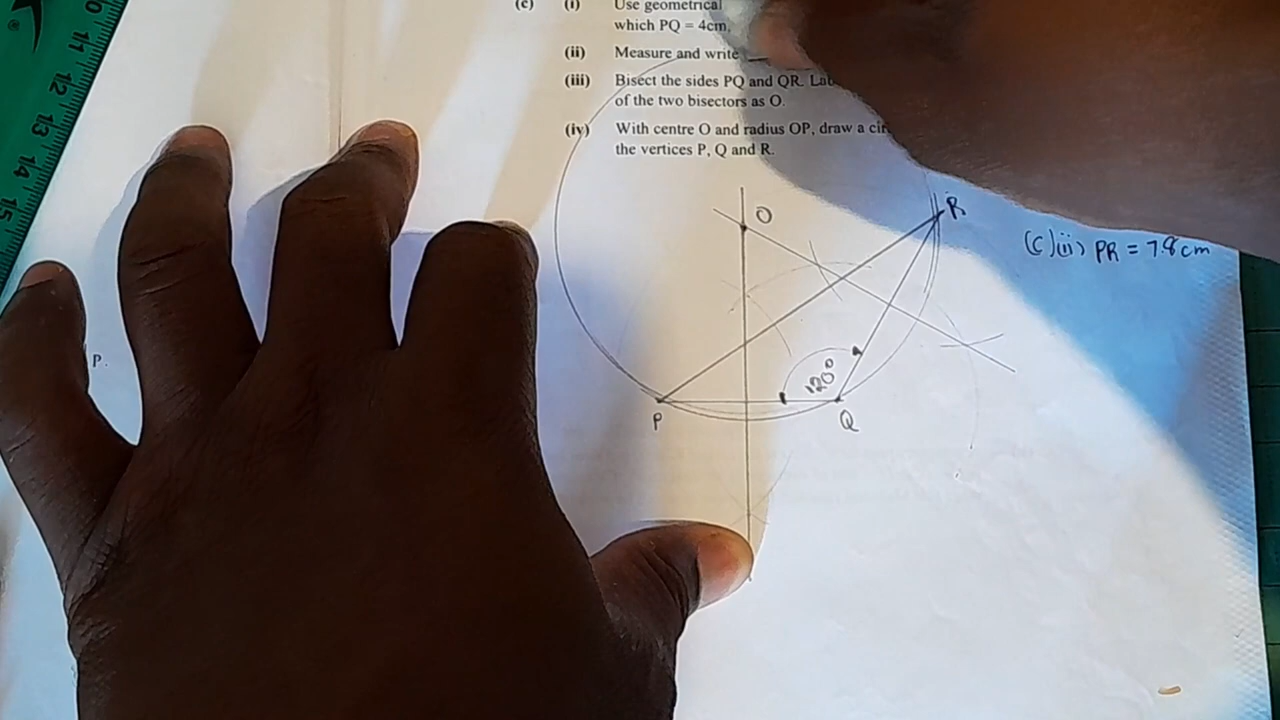 (c) (i) Use geometrical
which PQ = 4cm,
(ii) Measure and write
(iii) Bisect the sides PQ and QR.
of the two bisectors as O.
(iv) With centre O and radius OP, draw a
the vertices P, Q and R.
O
R
(C)(ii) PR = 7.8cm
P.
120°
P
Q
11
12
13
14
15